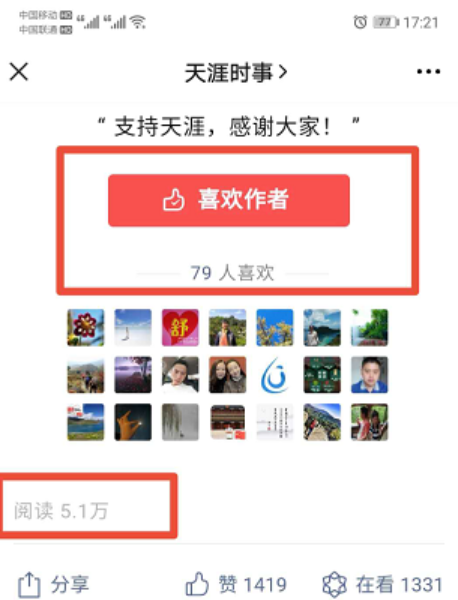 中国移动 HD
中国联通 HD
77
17:21
天涯时事
“ 支持天涯，感谢大家！ ”
喜欢作者
79 人喜欢
舒
阅读 5.1万
分享
赞 1419
在看 1331